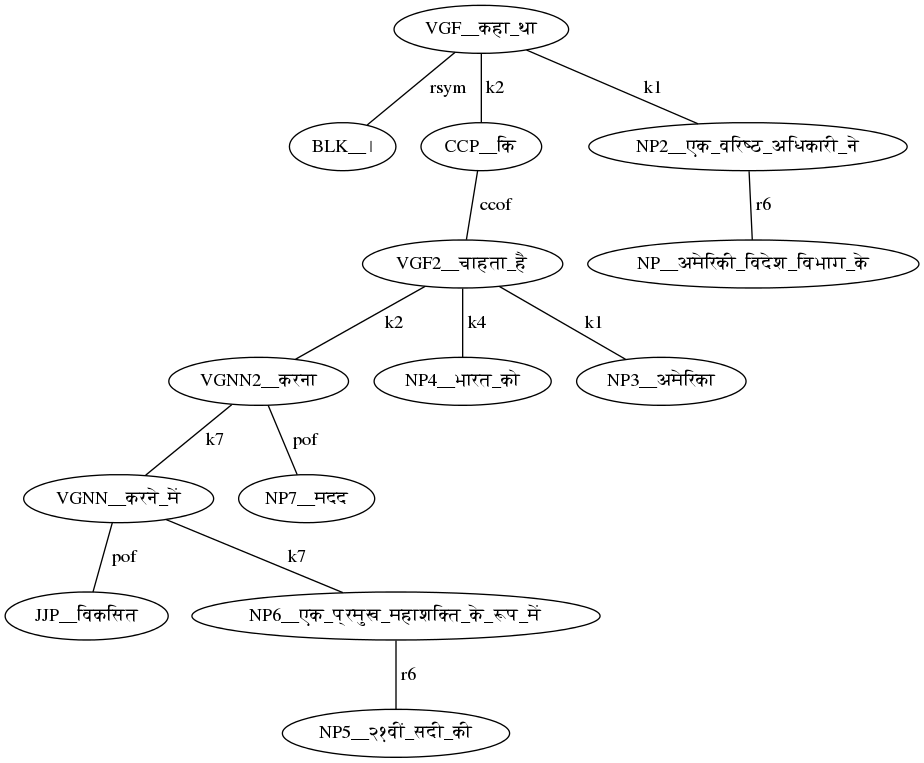 VGF__कहा_था
rsym k2 k1
BLK__। CCP__कि NP2__एक_वरिष्ठ_अधिकारी_ने
ccof r6
VGF2__चाहता_है NP__अमेरिकी_विदेश_विभाग_के
k2 k4 k1
VGNN2__करना NP4__भारत_को NP3__अमेरिका
k7 pof
VGNN__करने_में NP7__मदद
pof k7
JJP__विकसित NP6__एक_प्रमुख_महाशक्ति_के_रूप_में
r6
NP5__२१वीं_सदी_की